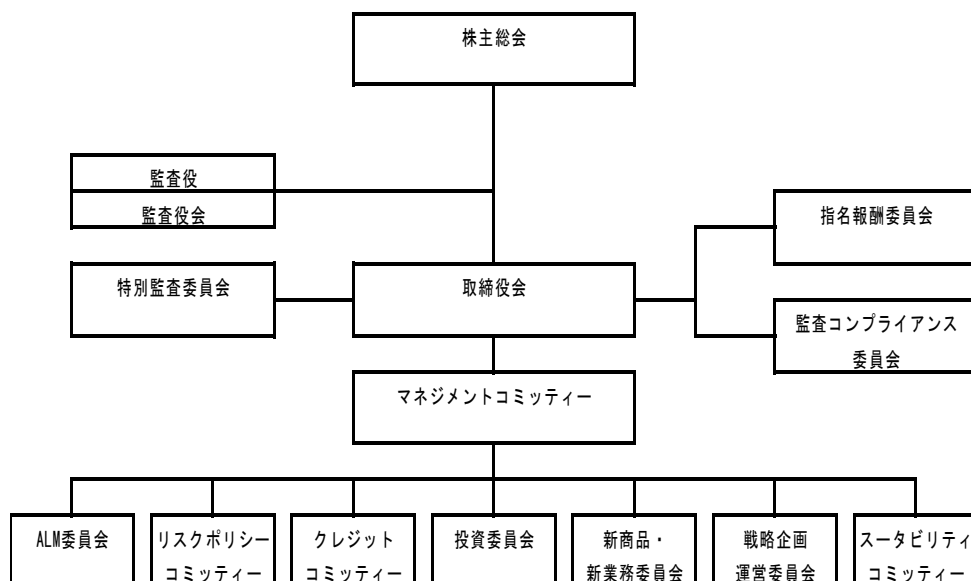 株主総会
監査役
監査役会
指名報酬委員会
特別監査委員会
取締役会
監査コンプライアンス
委員会
マネジメントコミッティー
ALM委員会
リスクポリシー
コミッティー
クレジット
コミッティー
投資委員会
新商品・
新業務委員会
戦略企画
運営委員会
スータビリティ
コミッティー